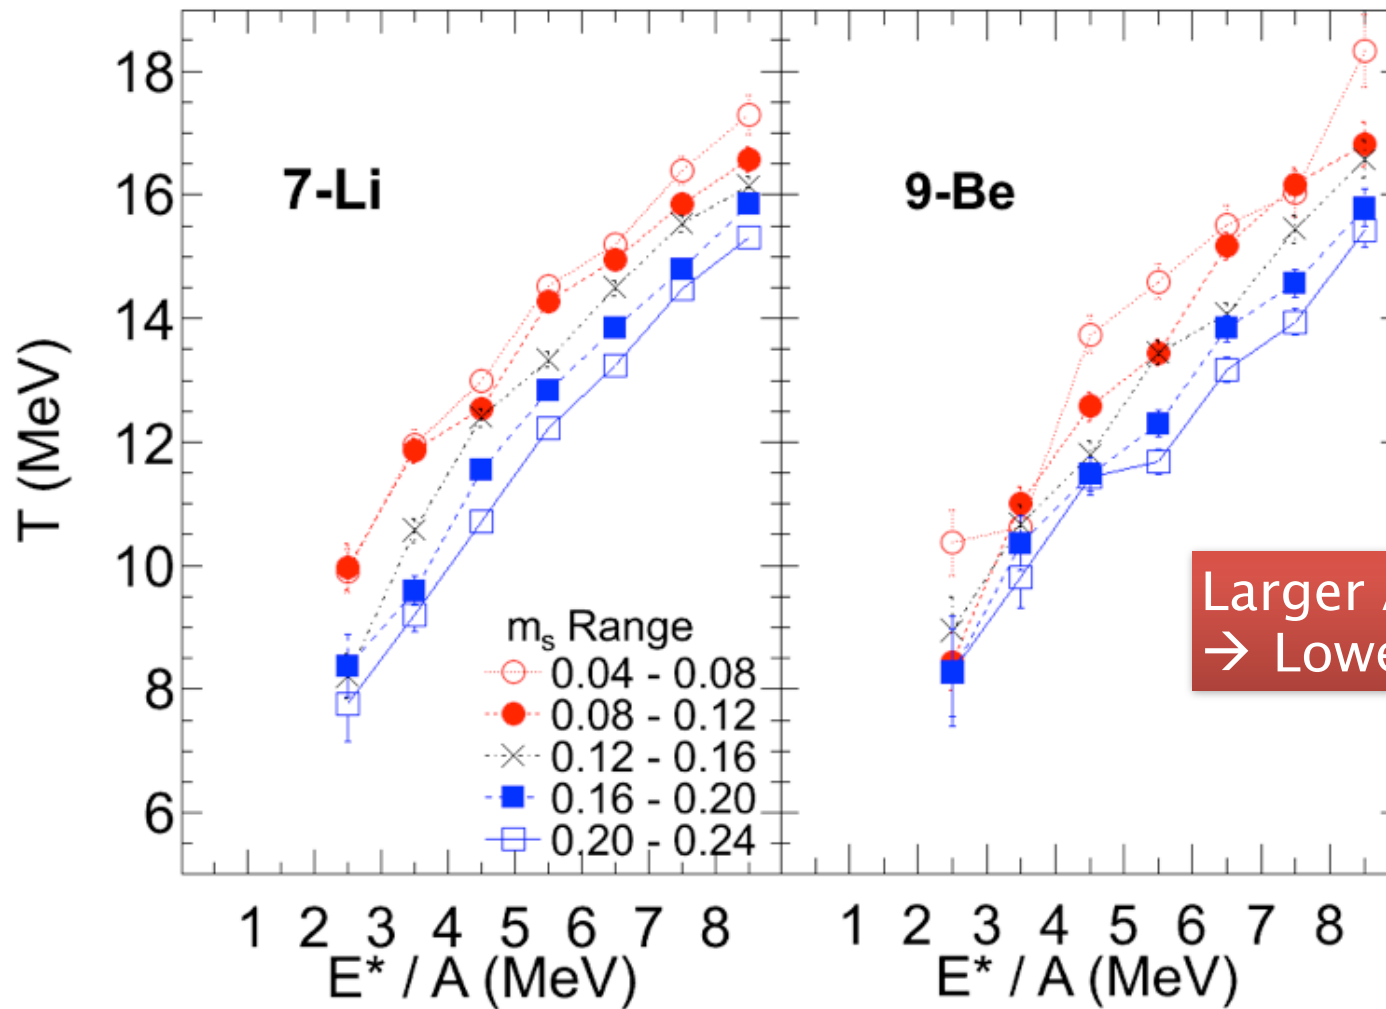 18
16
14
12
10
8
6
T (MeV)
7-Li
9-Be
mₛ Range
0.04 - 0.08
0.08 - 0.12
0.12 - 0.16
0.16 - 0.20
0.20 - 0.24
Larger
→
1 2 3 4 5 6 7 8
1 2 3 4 5 6 7 8
E* / A (MeV)
E* / A (MeV)